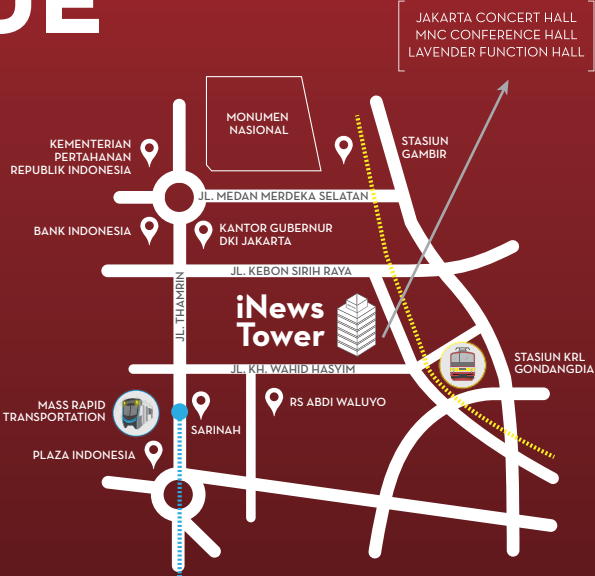 DE
JAKARTA CONCERT HALL
MNC CONFERENCE HALL
LAVENDER FUNCTION HALL
MONUMEN
NASIONAL
STASIUN
GAMBIR
KEMENTERIAN
PERTAHANAN
REPUBLIK INDONESIA
JL. MEDAN MERDEKA SELATAN
BANK INDONESIA
KANTOR GUBERNUR
DKI JAKARTA
JL. KEBON SIRIH RAYA
JL. THAMRIN
iNews
Tower
JL. KH. WAHID HASYIM
STASIUN KRL
GONDANGDIA
MASS RAPID
TRANSPORTATION
SARINAH
RS ABDI WALUYO
PLAZA INDONESIA